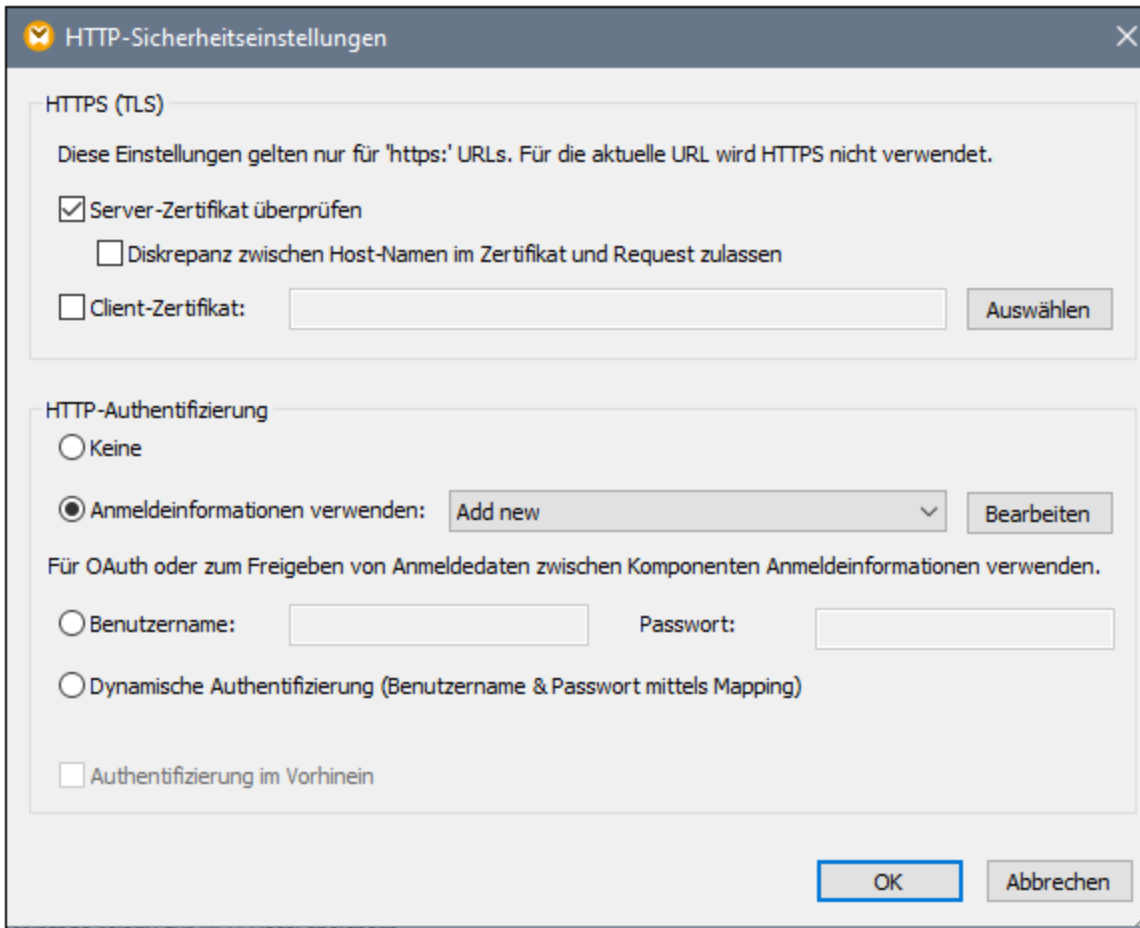 HTTP-Sicherheitseinstellungen
HTTPS (TLS)
Diese Einstellungen gelten nur für 'https:' URLs. Für die aktuelle URL wird HTTPS nicht verwendet.
Server-Zertifikat überprüfen
Diskrepanz zwischen Host-Namen im Zertifikat und Request zulassen
Client-Zertifikat: Auswählen
HTTP-Authentifizierung
Keine
Anmeldeinformationen verwenden: Add new Bearbeiten
Für OAuth oder zum Freigeben von Anmeldedaten zwischen Komponenten Anmeldeinformationen verwenden.
Benutzername: Passwort:
Dynamische Authentifizierung (Benutzername & Passwort mittels Mapping)
Authentifizierung im Vorhinein
OK Abbrechen